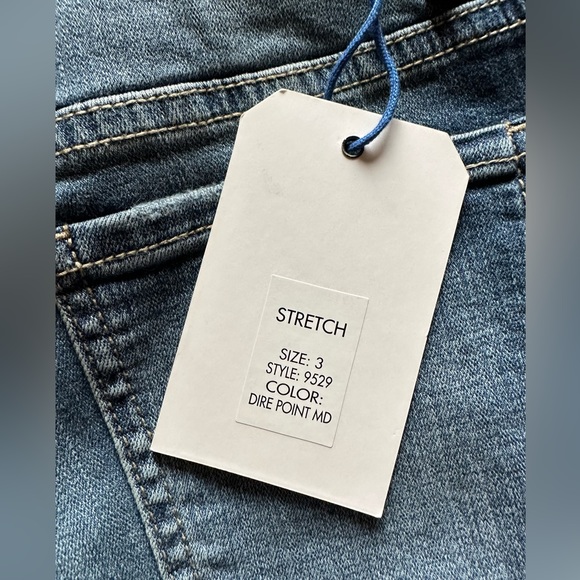 STRETCH
SIZE: 3
STYLE: 9529
COLOR:
DIRE POINT MD